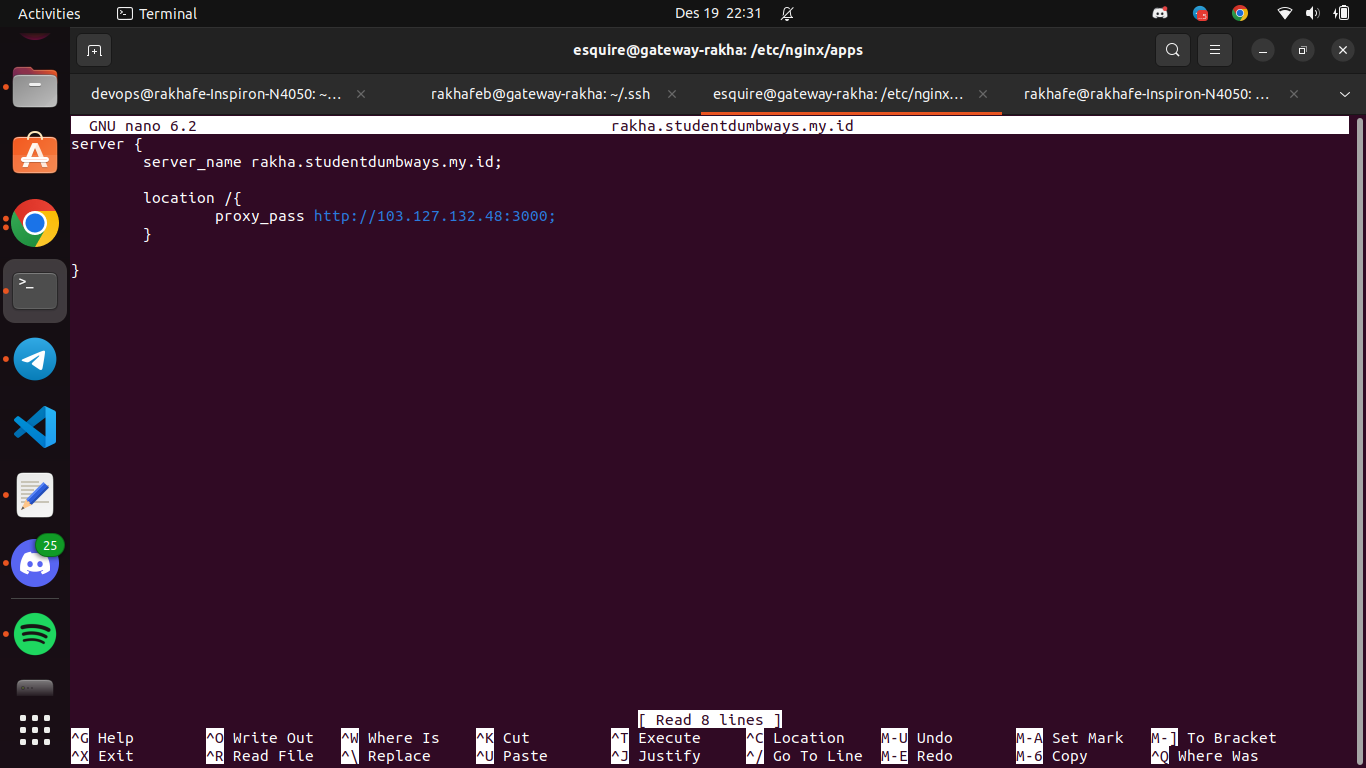 Activities
Terminal
Des 19 22:31
esquire@gateway-rakha: /etc/nginx/apps
devops@rakhafe-Inspiron-N4050: ~…
rakhafeb@gateway-rakha: ~/.ssh
esquire@gateway-rakha: /etc/nginx…
rakhafe@rakhafe-Inspiron-N4050: …
GNU nano 6.2 rakha.studentdumbways.my.id
server {
server_name rakha.studentdumbways.my.id;
location /{
proxy_pass http://103.127.132.48:3000;
}
}
25
[ Read 8 lines ]
^G Help ^O Write Out ^W Where Is ^K Cut ^T Execute ^C Location M-U Undo M-A Set Mark M-] To Bracket
^X Exit ^R Read File ^\ Replace ^U Paste ^J Justify ^/ Go To Line M-E Redo M-6 Copy ^Q Where Was